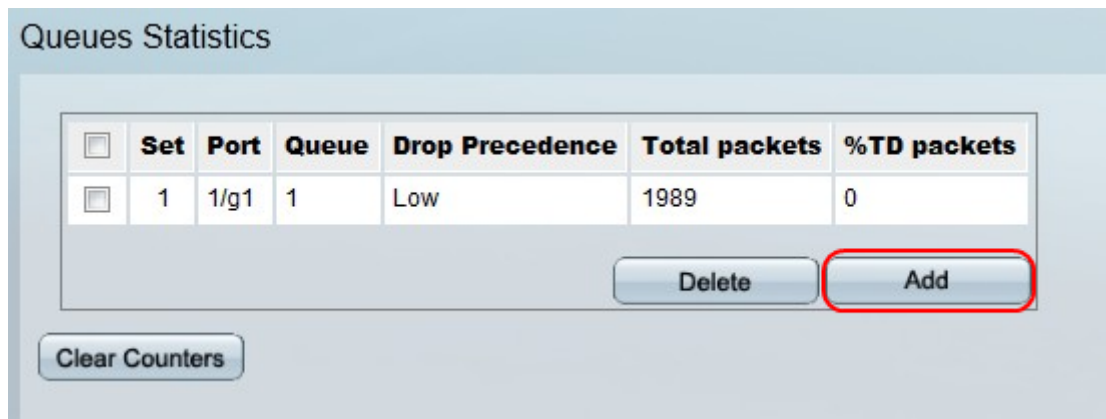 Queues Statistics
Set Port Queue Drop Precedence Total packets %TD packets
1 1/g1 1 Low 1989 0
Delete Add
Clear Counters